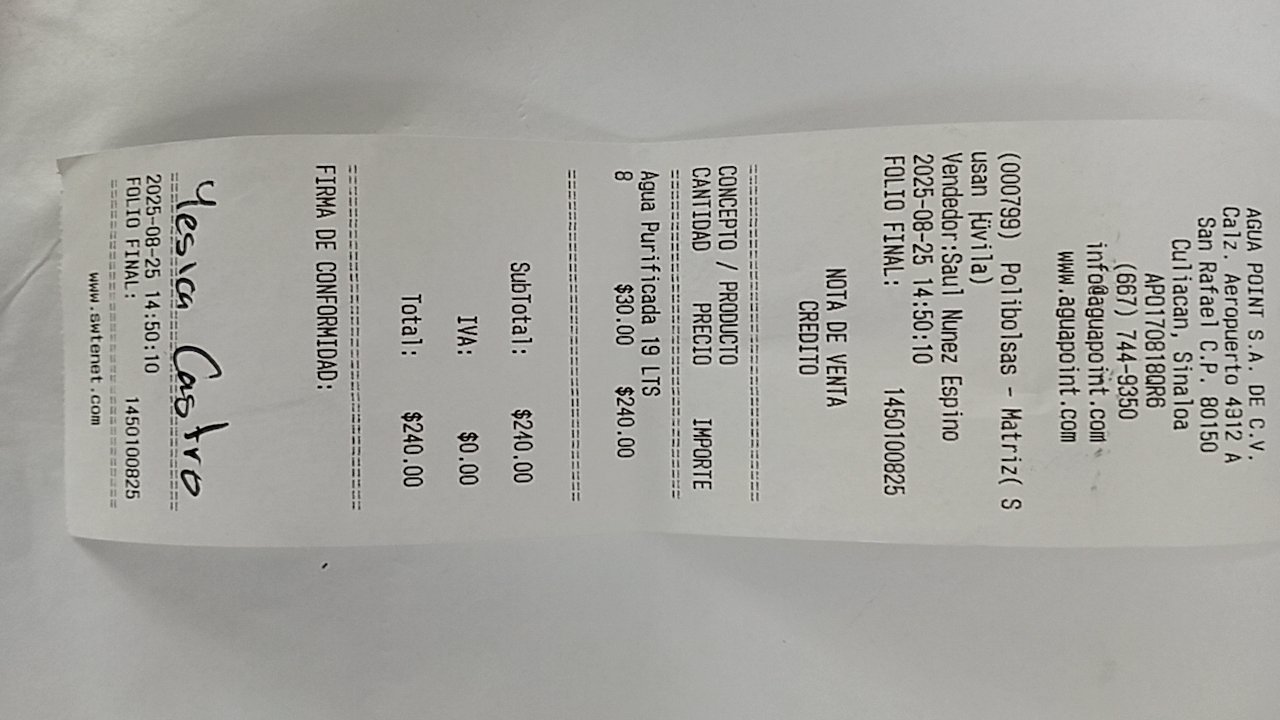 AGUA POINT S.A. DE C.V.
Calz. Aeropuerto 4312 A
San Rafael C.P. 80150
Culiacan, Sinaloa
APO170818QR6
(667) 744-9350
info@aguapoint.com
www.aguapoint.com
(000799) Polibolsas - Matriz( S
usan Üvila)
Vendedor:Saul Nunez Espino
2025-08-25 14:50:10
FOLIO FINAL: 1450100825
NOTA DE VENTA
CREDITO
CONCEPTO / PRODUCTO
CANTIDAD PRECIO IMPORTE
Agua Purificada 19 LTS
8 $30.00 $240.00
SubTotal: $240.00
IVA: $0.00
Total: $240.00
FIRMA DE CONFORMIDAD:
Yesica Castro
2025-08-25 14:50:10
FOLIO FINAL: 1450100825
www.swtenet.com